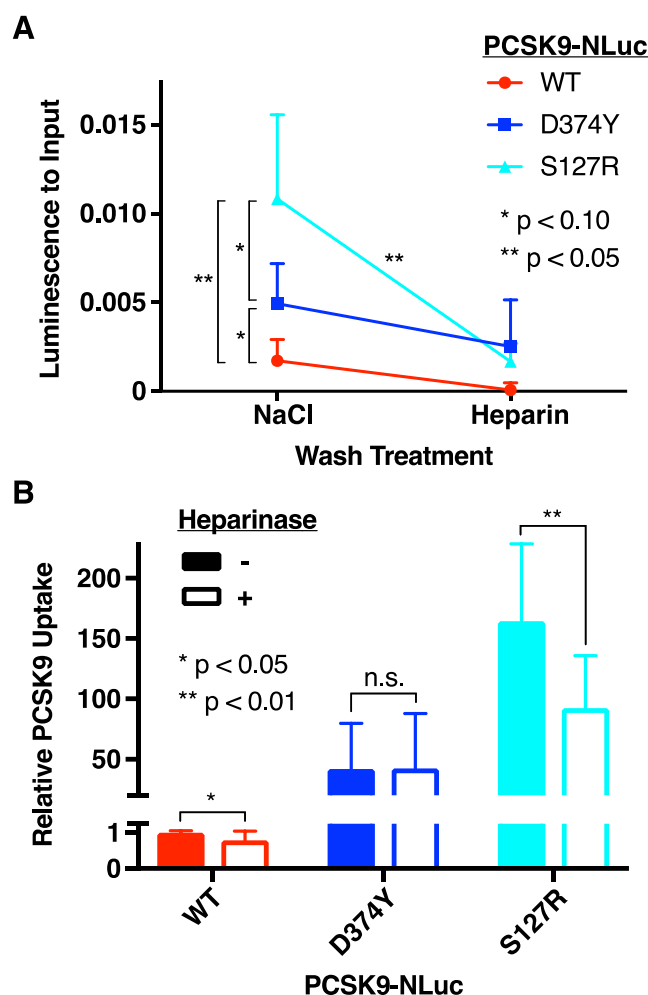 A
PCSK9-NLuc
WT
D374Y
S127R
* p < 0.10
** p < 0.05
Luminescence to Input
0.015
0.010
0.005
0
**
*
*
**
NaCl
Heparin
Wash Treatment
B
Heparinase
-
+
* p < 0.05
** p < 0.01
Relative PCSK9 Uptake
200
150
100
50
1
0
*
n.s.
**
WT
D374Y
S127R
PCSK9-NLuc